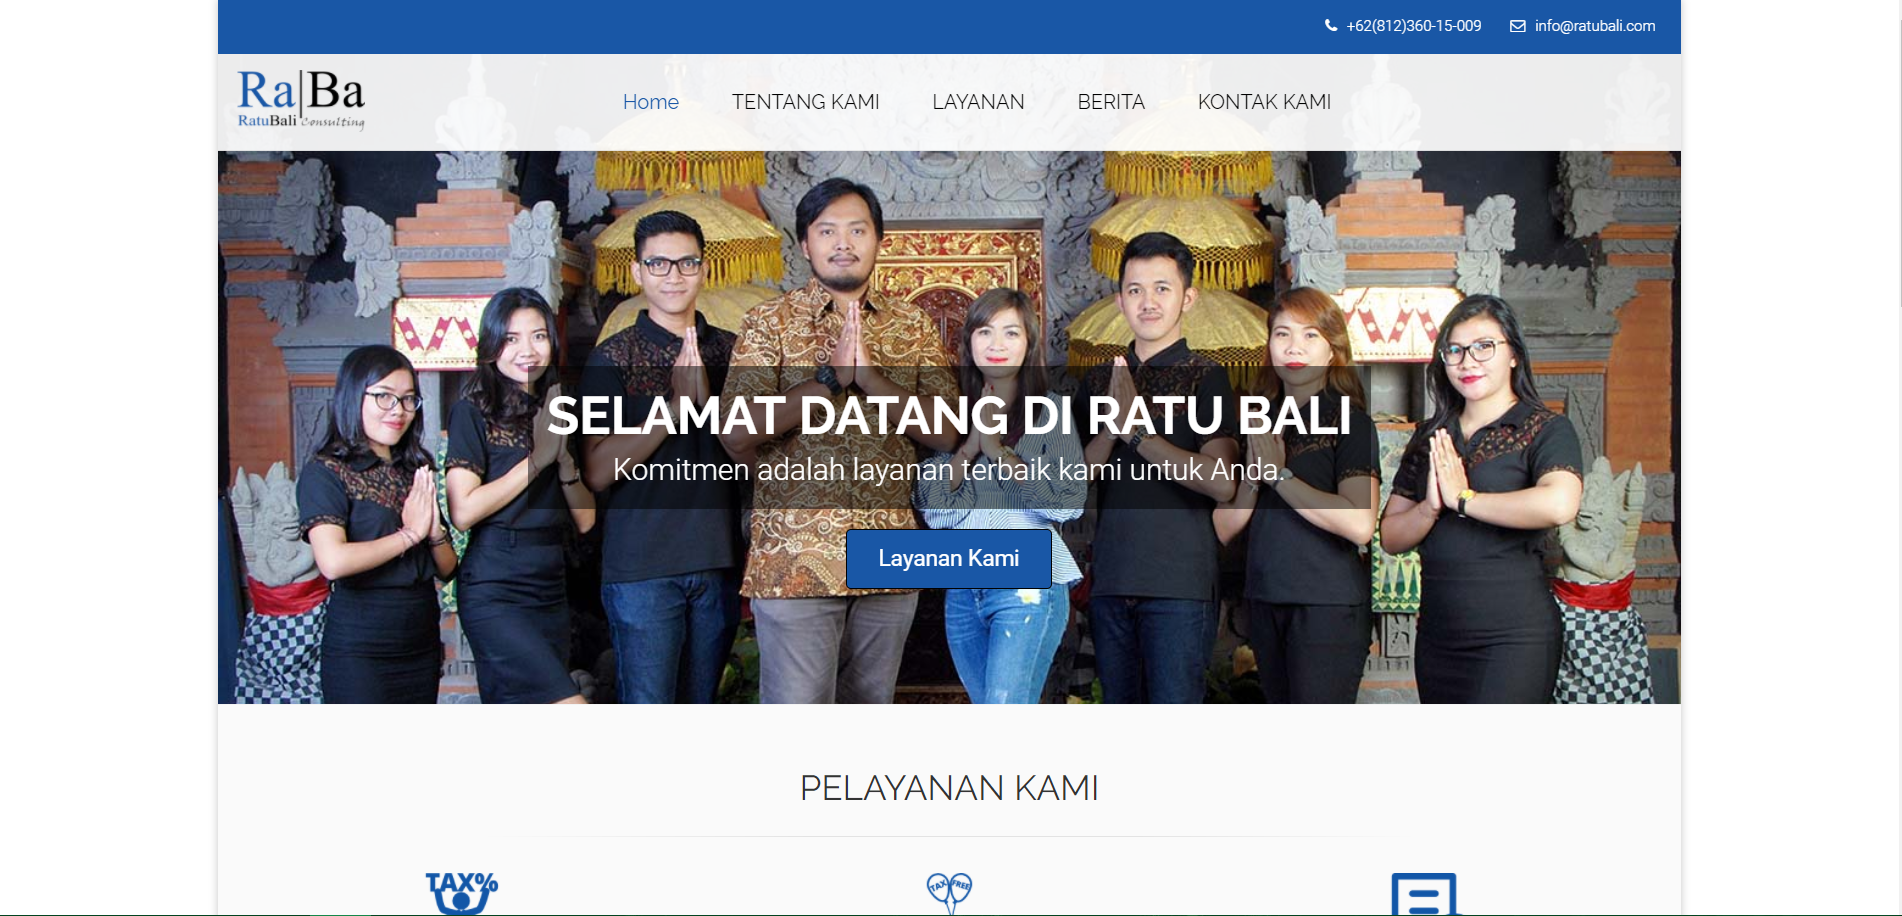 +62(812)360-15-009
info@ratubali.com
Ra|Ba
RatuBali Consulting
Home
TENTANG KAMI
LAYANAN
BERITA
KONTAK KAMI
SELAMAT DATANG DI RATU BALI
Komitmen adalah layanan terbaik kami untuk Anda.
Layanan Kami
PELAYANAN KAMI
TAX%
TAX FREE